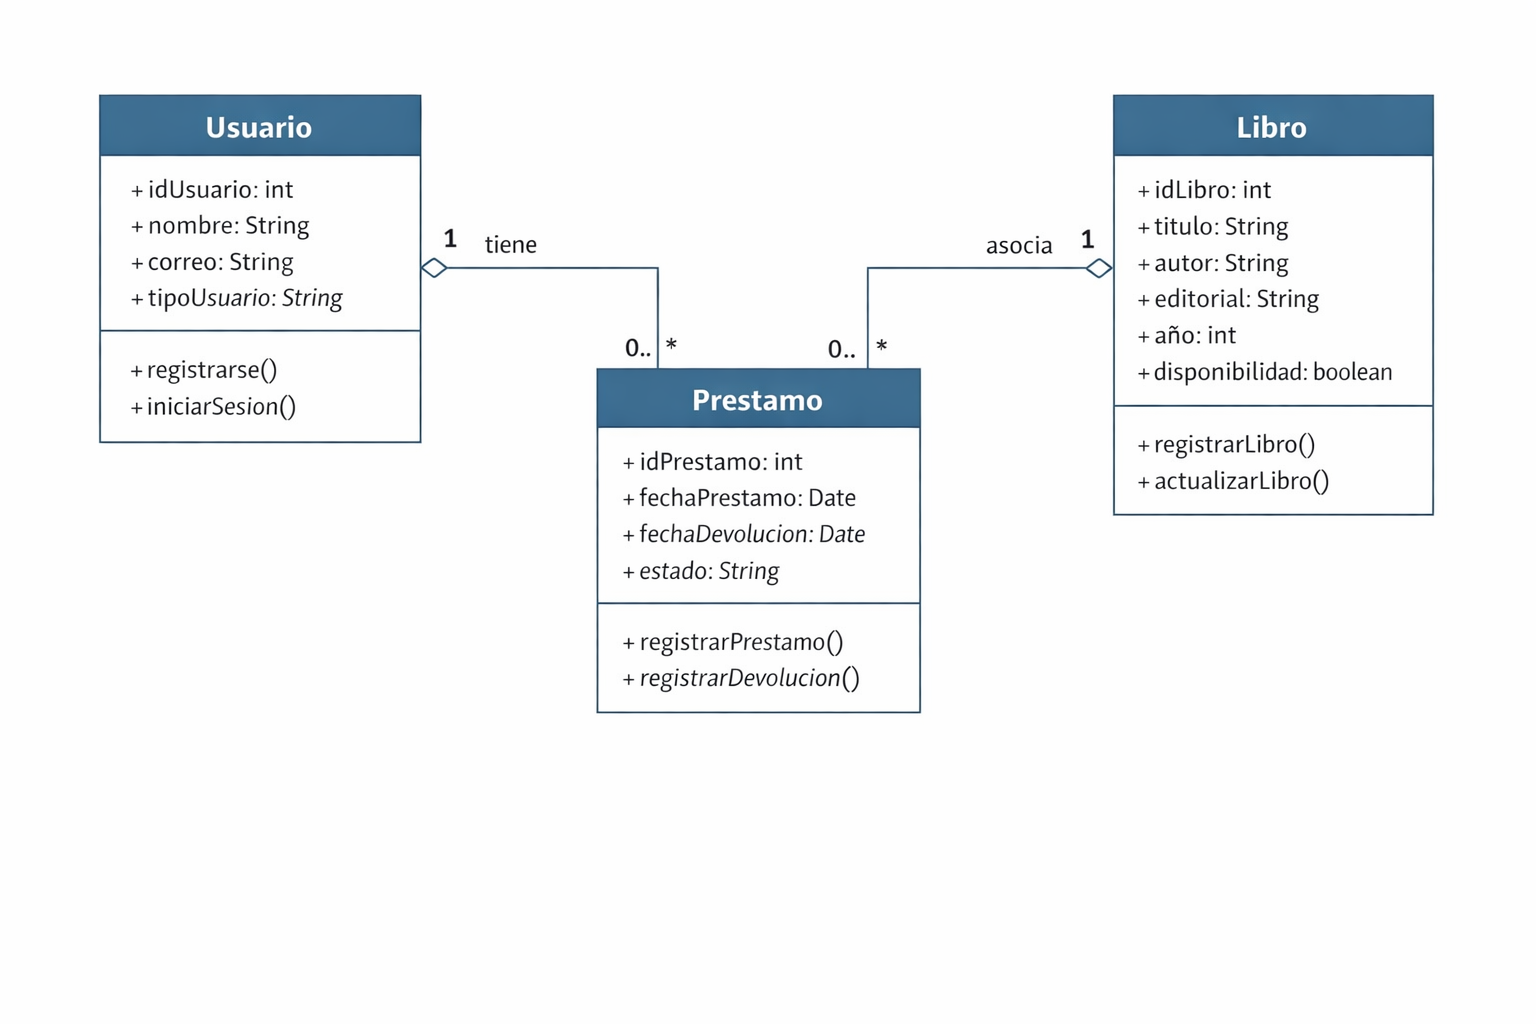 Usuario
+ idUsuario: int
+ nombre: String
+ correo: String
+ tipoUsuario: String
+ registrarse()
+ iniciarSesion()
1 tiene
0.. *
asocia 1
0.. *
Libro
+ idLibro: int
+ titulo: String
+ autor: String
+ editorial: String
+ año: int
+ disponibilidad: boolean
+ registrarLibro()
+ actualizarLibro()
Prestamo
+ idPrestamo: int
+ fechaPrestamo: Date
+ fechaDevolucion: Date
+ estado: String
+ registrarPrestamo()
+ registrarDevolucion()